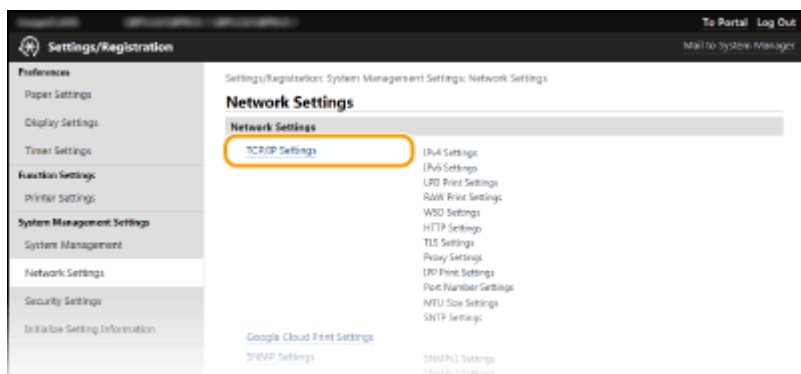 To Portal Log Out
Settings/Registration
Mail to System Manager
Preferences
Paper Settings
Display Settings
Timer Settings
Function Settings
Printer Settings
System Management Settings
System Management
Network Settings
Security Settings
Initialize Setting Information
Settings/Registration: System Management Settings: Network Settings
Network Settings
Network Settings
TCP/IP Settings
IPv4 Settings
IPv6 Settings
LPD Print Settings
RAW Print Settings
WSD Settings
HTTP Settings
TLS Settings
Proxy Settings
IPP Print Settings
Port Number Settings
MTU Size Settings
SNTP Settings
Google Cloud Print Settings
SNMP Settings
SNMPv1 Settings